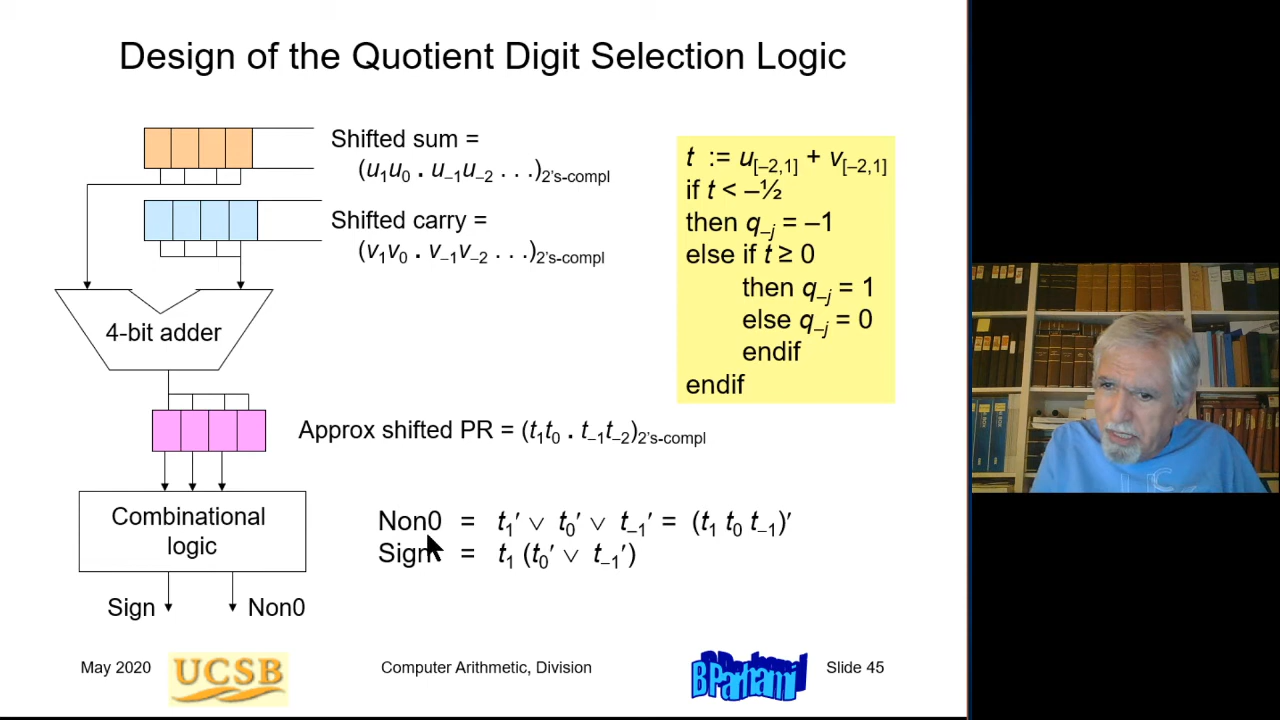 Design of the Quotient Digit Selection Logic
Shifted sum =
(u₁u₀ . u₋₁u₋₂ . . .)2's-compl
Shifted carry =
(v₁v₀ . v₋₁v₋₂ . . .)2's-compl
4-bit adder
Approx shifted PR = (t₁t₀ . t₋₁t₋₂)2's-compl
Combinational
logic
Sign
Non0
t := u[–2,1] + v[–2,1]
if t < –½
then q₋ⱼ = –1
else if t ≥ 0
then q₋ⱼ = 1
else q₋ⱼ = 0
endif
endif
Non0 = t₁′ ∨ t₀′ ∨ t₋₁′ = (t₁ t₀ t₋₁)′
Sign = t₁ (t₀′ ∨ t₋₁′)
May 2020
UCSB
Computer Arithmetic, Division
B Parhami
Slide 45